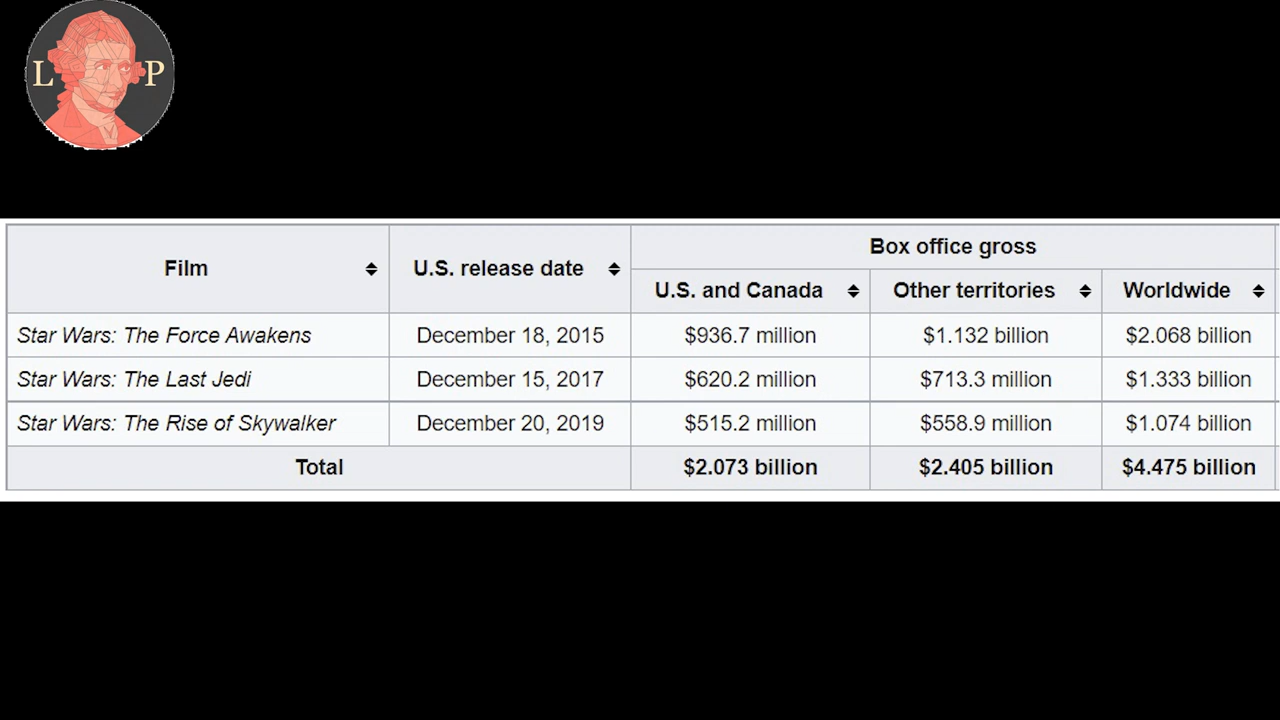 L P
Film U.S. release date Box office gross
U.S. and Canada Other territories Worldwide
Star Wars: The Force Awakens December 18, 2015 $936.7 million $1.132 billion $2.068 billion
Star Wars: The Last Jedi December 15, 2017 $620.2 million $713.3 million $1.333 billion
Star Wars: The Rise of Skywalker December 20, 2019 $515.2 million $558.9 million $1.074 billion
Total $2.073 billion $2.405 billion $4.475 billion